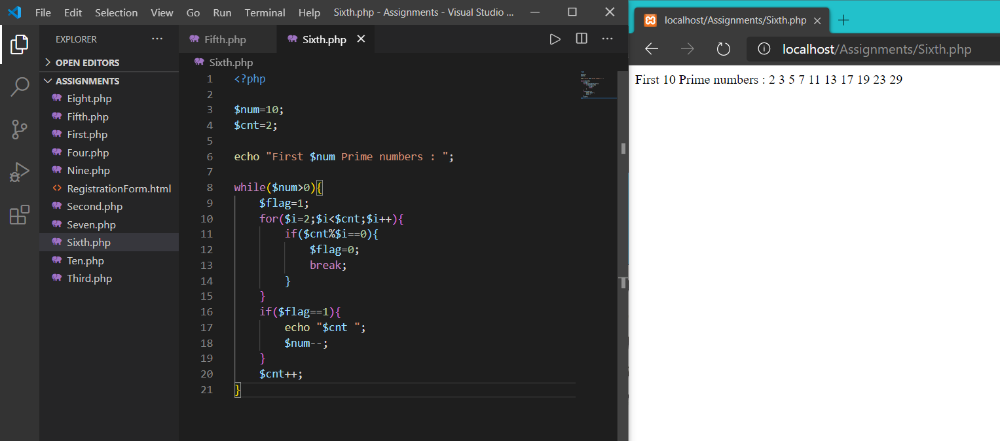 File Edit Selection View Go Run Terminal Help Sixth.php - Assignments - Visual Studio ...
EXPLORER
OPEN EDITORS
ASSIGNMENTS
Eight.php
Fifth.php
First.php
Four.php
Nine.php
RegistrationForm.html
Second.php
Seven.php
Sixth.php
Ten.php
Third.php
Fifth.php Sixth.php
Sixth.php
1 <?php
2
3 $num=10;
4 $cnt=2;
5
6 echo "First $num Prime numbers : ";
7
8 while($num>0){
9 $flag=1;
10 for($i=2;$i<$cnt;$i++){
11 if($cnt%$i==0){
12 $flag=0;
13 break;
14 }
15 }
16 if($flag==1){
17 echo "$cnt ";
18 $num--;
19 }
20 $cnt++;
21 }
localhost/Assignments/Sixth.php
localhost/Assignments/Sixth.php
First 10 Prime numbers : 2 3 5 7 11 13 17 19 23 29